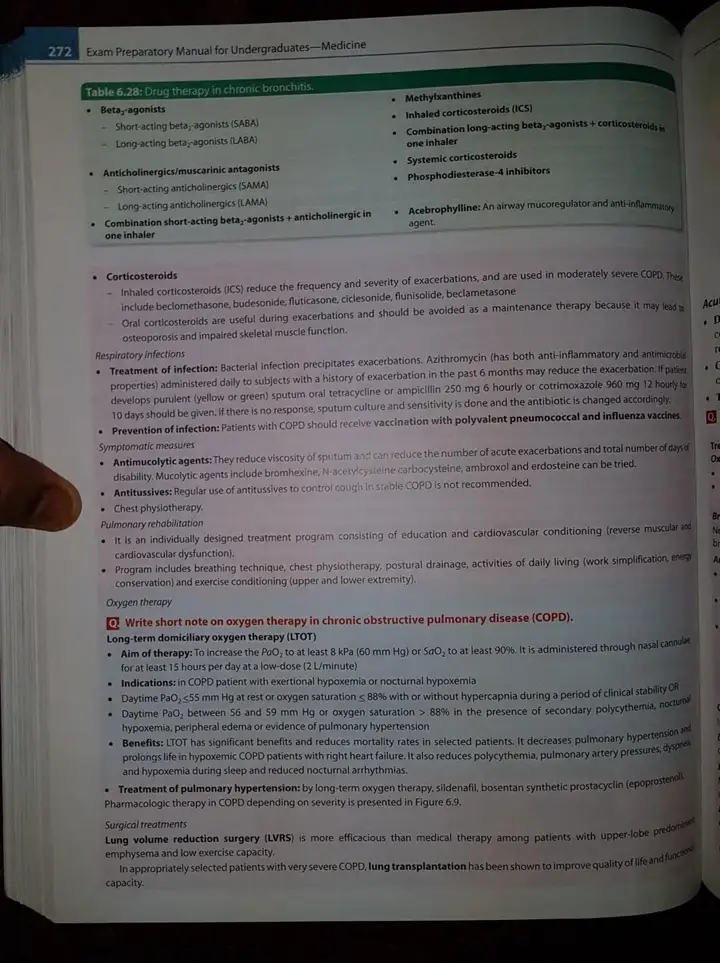 272 Exam Preparatory Manual for Undergraduates—Medicine
Table 6.28: Drug therapy in chronic bronchitis.
• Beta₂-agonists
– Short-acting beta₂-agonists (SABA)
– Long-acting beta₂-agonists (LABA)
• Anticholinergics/muscarinic antagonists
– Short-acting anticholinergics (SAMA)
– Long-acting anticholinergics (LAMA)
• Combination short-acting beta₂-agonists + anticholinergic in
one inhaler
• Methylxanthines
• Inhaled corticosteroids (ICS)
• Combination long-acting beta₂-agonists + corticosteroids in
one inhaler
• Systemic corticosteroids
• Phosphodiesterase-4 inhibitors
• Acebrophylline: An airway mucoregulator and anti-inflammatory
agent.
• Corticosteroids
– Inhaled corticosteroids (ICS) reduce the frequency and severity of exacerbations, and are used in moderately severe COPD. These
include beclomethasone, budesonide, fluticasone, ciclesonide, flunisolide, beclametasone
– Oral corticosteroids are useful during exacerbations and should be avoided as a maintenance therapy because it may lead to
osteoporosis and impaired skeletal muscle function.
Respiratory infections
• Treatment of infection: Bacterial infection precipitates exacerbations. Azithromycin (has both anti-inflammatory and antimicrobial
properties) administered daily to subjects with a history of exacerbation in the past 6 months may reduce the exacerbation. If patient
develops purulent (yellow or green) sputum oral tetracycline or ampicillin 250 mg 6 hourly or cotrimoxazole 960 mg 12 hourly for
10 days should be given. If there is no response, sputum culture and sensitivity is done and the antibiotic is changed accordingly.
• Prevention of infection: Patients with COPD should receive vaccination with polyvalent pneumococcal and influenza vaccines.
Symptomatic measures
• Antimucolytic agents: They reduce viscosity of sputum and can reduce the number of acute exacerbations and total number of days of
disability. Mucolytic agents include bromhexine, N-acetylcysteine carbocysteine, ambroxol and erdosteine can be tried.
• Antitussives: Regular use of antitussives to control cough in stable COPD is not recommended.
• Chest physiotherapy.
Pulmonary rehabilitation
• It is an individually designed treatment program consisting of education and cardiovascular conditioning (reverse muscular and
cardiovascular dysfunction).
• Program includes breathing technique, chest physiotherapy, postural drainage, activities of daily living (work simplification, energy
conservation) and exercise conditioning (upper and lower extremity).
Oxygen therapy
Q. Write short note on oxygen therapy in chronic obstructive pulmonary disease (COPD).
Long-term domiciliary oxygen therapy (LTOT)
• Aim of therapy: To increase the PaO₂ to at least 8 kPa (60 mm Hg) or SaO₂ to at least 90%. It is administered through nasal cannulae
for at least 15 hours per day at a low-dose (2 L/minute)
• Indications: in COPD patient with exertional hypoxemia or nocturnal hypoxemia
• Daytime PaO₂ ≤55 mm Hg at rest or oxygen saturation ≤ 88% with or without hypercapnia during a period of clinical stability OR
• Daytime PaO₂ between 56 and 59 mm Hg or oxygen saturation > 88% in the presence of secondary polycythemia, nocturnal
hypoxemia, peripheral edema or evidence of pulmonary hypertension
• Benefits: LTOT has significant benefits and reduces mortality rates in selected patients. It decreases pulmonary hypertension and
prolongs life in hypoxemic COPD patients with right heart failure. It also reduces polycythemia, pulmonary artery pressures, dyspnea
and hypoxemia during sleep and reduced nocturnal arrhythmias.
• Treatment of pulmonary hypertension: by long-term oxygen therapy, sildenafil, bosentan synthetic prostacyclin (epoprostenol).
Pharmacologic therapy in COPD depending on severity is presented in Figure 6.9.
Surgical treatments
Lung volume reduction surgery (LVRS) is more efficacious than medical therapy among patients with upper-lobe predominant
emphysema and low exercise capacity.
In appropriately selected patients with very severe COPD, lung transplantation has been shown to improve quality of life and functional
capacity.